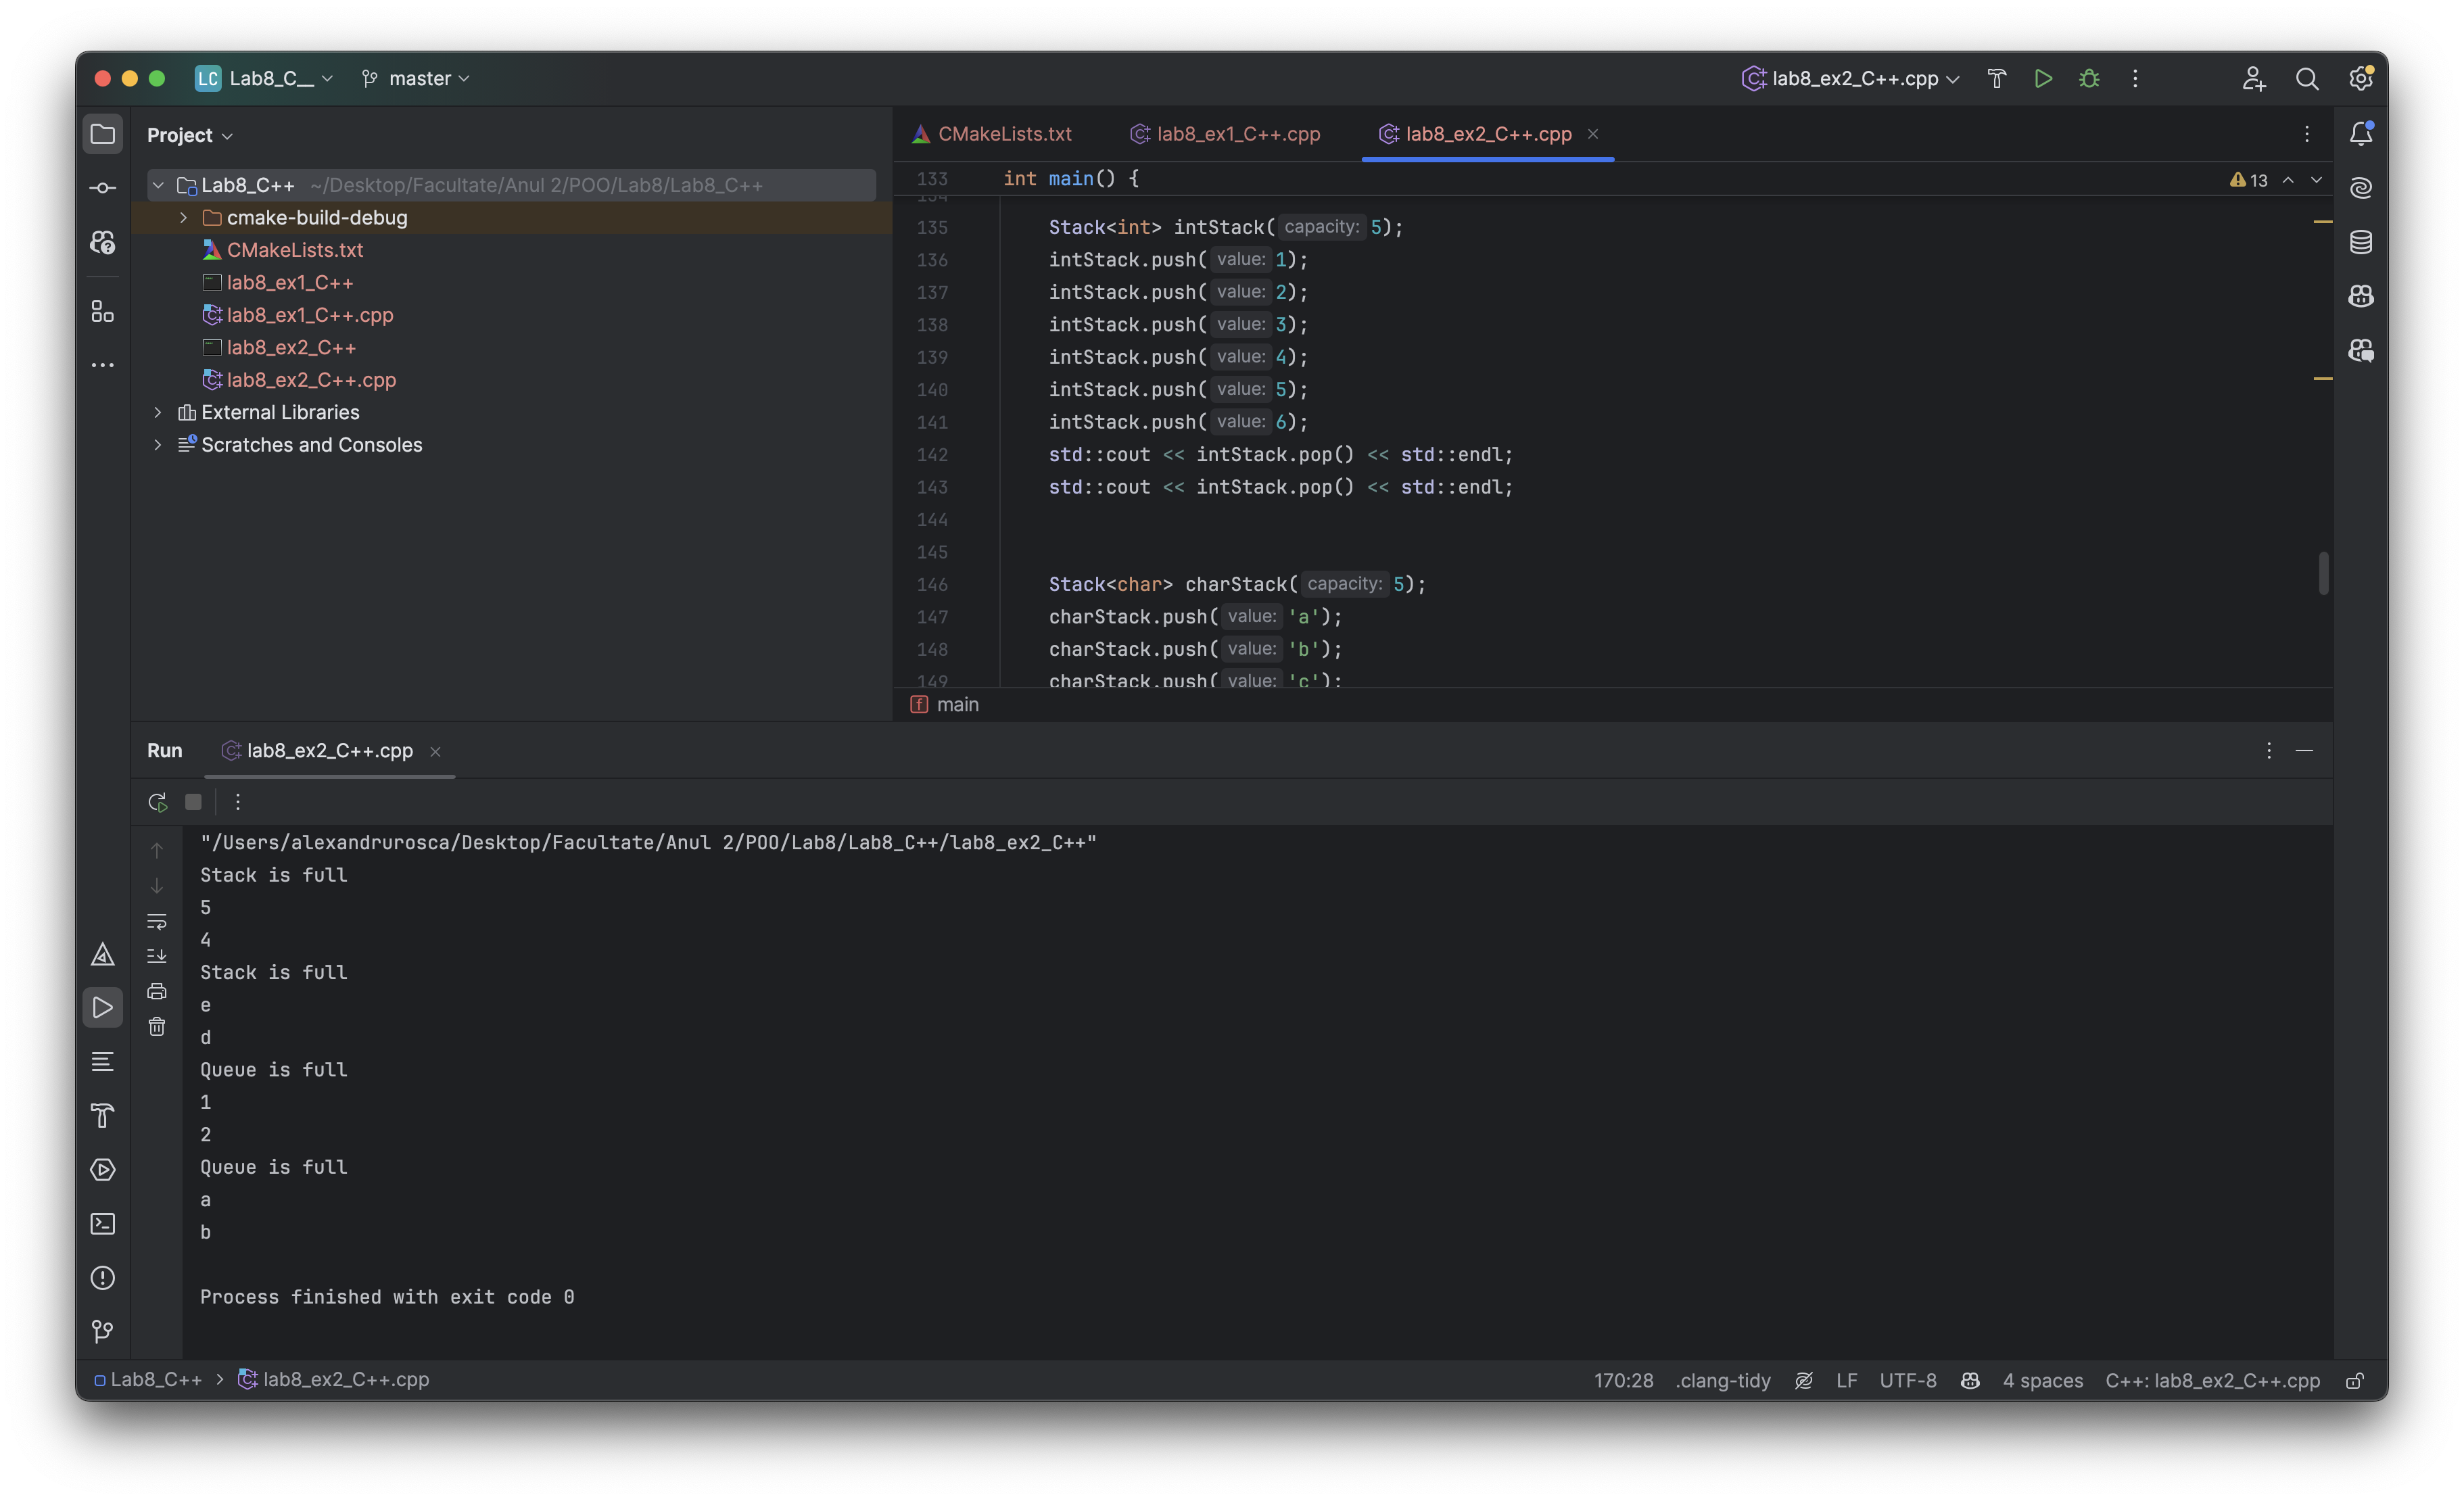 LC Lab8_C__ master lab8_ex2_C++.cpp
Project
Lab8_C++ ~/Desktop/Facultate/Anul 2/POO/Lab8/Lab8_C++
cmake-build-debug
CMakeLists.txt
lab8_ex1_C++
lab8_ex1_C++.cpp
lab8_ex2_C++
lab8_ex2_C++.cpp
External Libraries
Scratches and Consoles
CMakeLists.txt lab8_ex1_C++.cpp lab8_ex2_C++.cpp
133 int main() { 13
134
135 Stack<int> intStack( capacity: 5);
136 intStack.push( value: 1);
137 intStack.push( value: 2);
138 intStack.push( value: 3);
139 intStack.push( value: 4);
140 intStack.push( value: 5);
141 intStack.push( value: 6);
142 std::cout << intStack.pop() << std::endl;
143 std::cout << intStack.pop() << std::endl;
144
145
146 Stack<char> charStack( capacity: 5);
147 charStack.push( value: 'a');
148 charStack.push( value: 'b');
149 charStack.push( value: 'c');
f main
Run lab8_ex2_C++.cpp
"/Users/alexandrurosca/Desktop/Facultate/Anul 2/POO/Lab8/Lab8_C++/lab8_ex2_C++"
Stack is full
5
4
Stack is full
e
d
Queue is full
1
2
Queue is full
a
b
Process finished with exit code 0
Lab8_C++ > lab8_ex2_C++.cpp 170:28 .clang-tidy LF UTF-8 4 spaces C++: lab8_ex2_C++.cpp